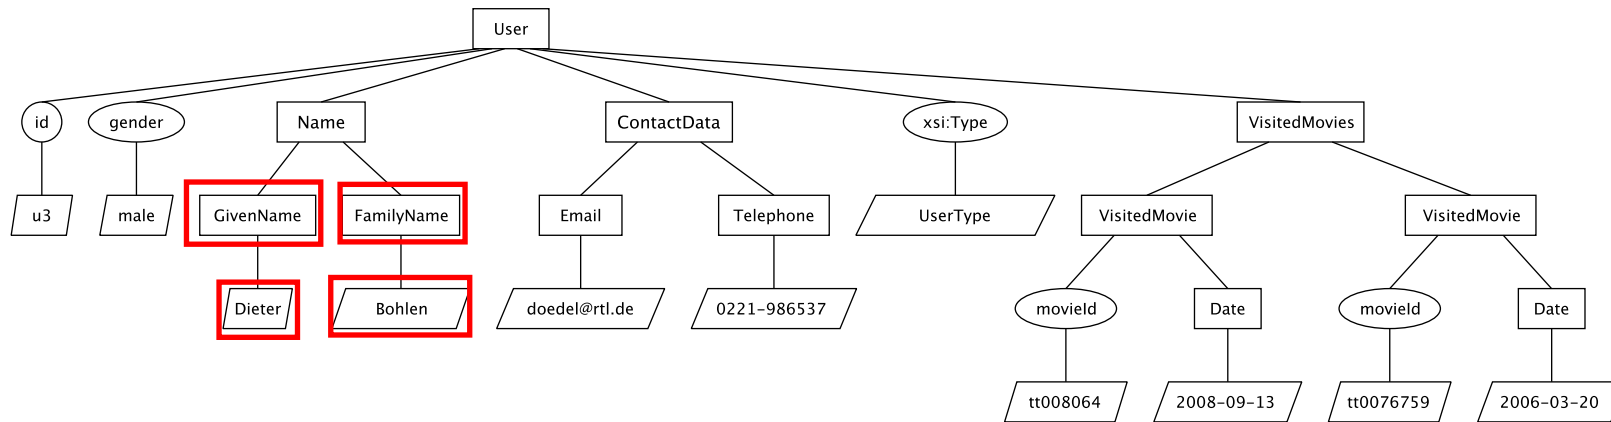 User
id
gender
Name
ContactData
xsi:Type
VisitedMovies
u3
male
GivenName
FamilyName
Email
Telephone
UserType
VisitedMovie
VisitedMovie
Dieter
Bohlen
doedel@rtl.de
0221-986537
movieId
Date
movieId
Date
tt008064
2008-09-13
tt0076759
2006-03-20